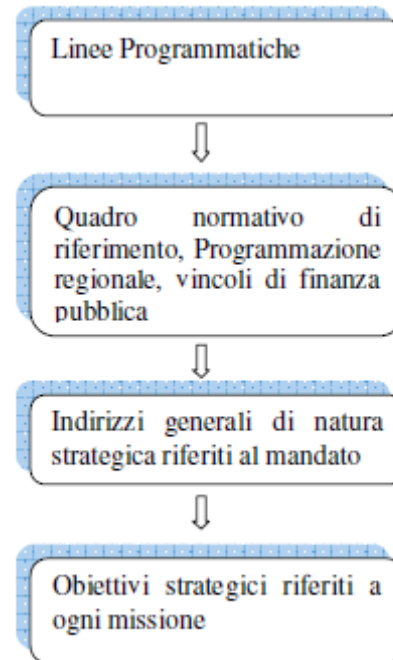 Linee Programmatiche
Quadro normativo di
riferimento, Programmazione
regionale, vincoli di finanza
pubblica
Indirizzi generali di natura
strategica riferiti al mandato
Obiettivi strategici riferiti a
ogni missione